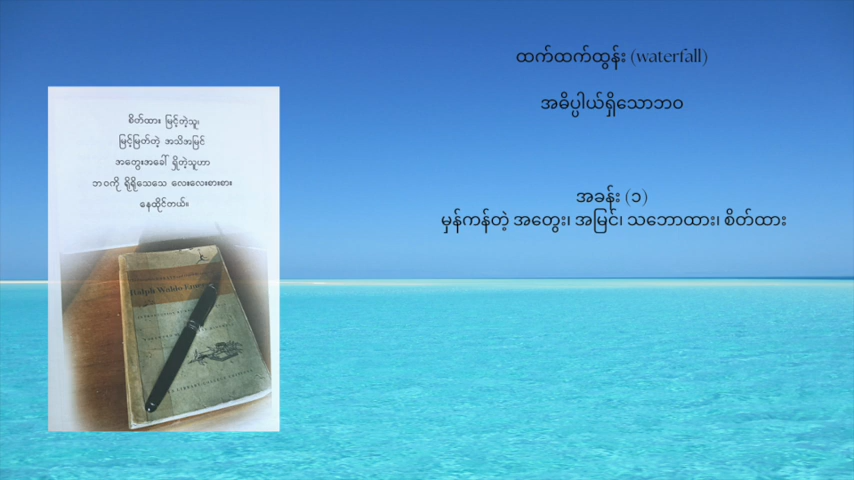 စိတ်ထား မြင့်တဲ့သူ၊
မြင့်မြတ်တဲ့ အသိအမြင်
အတွေးအခေါ် ရှိတဲ့သူဟာ
ဘဝကို ရိုရိုသေသေ လေးလေးစားစား
နေထိုင်တယ်။
Ralph Waldo
ထက်ထက်ထွန်း (waterfall)
အဓိပ္ပါယ်ရှိသောဘဝ
အခန်း (၁)
မှန်ကန်တဲ့ အတွေး၊ အမြင်၊ သဘောထား၊ စိတ်ထား